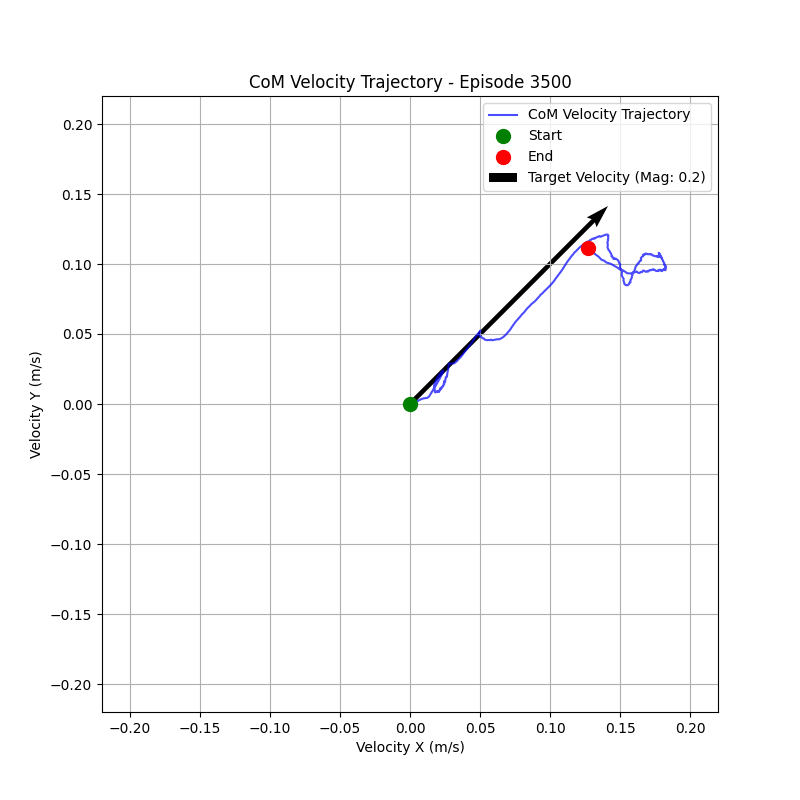 CoM Velocity Trajectory - Episode 3500
CoM Velocity Trajectory
Start
End
Target Velocity (Mag: 0.2)
0.20
0.15
0.10
0.05
0.00
−0.05
−0.10
−0.15
−0.20
Velocity Y (m/s)
−0.20 −0.15 −0.10 −0.05 0.00 0.05 0.10 0.15 0.20
Velocity X (m/s)